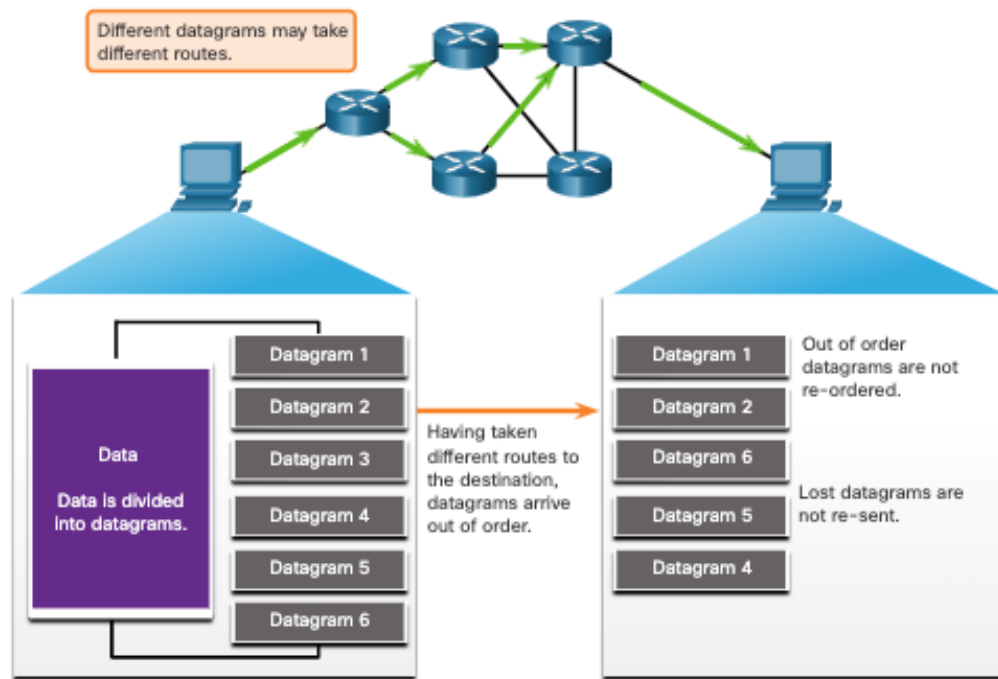 Different datagrams may take
different routes.
Data
Data is divided
into datagrams.
Datagram 1
Datagram 2
Datagram 3
Datagram 4
Datagram 5
Datagram 6
Having taken
different routes to
the destination,
datagrams arrive
out of order.
Datagram 1
Datagram 2
Datagram 6
Datagram 5
Datagram 4
Out of order
datagrams are not
re-ordered.
Lost datagrams are
not re-sent.